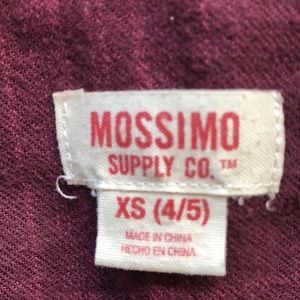 MOSSIMO
SUPPLY CO.™
XS (4/5)
MADE IN CHINA
HECHO EN CHINA